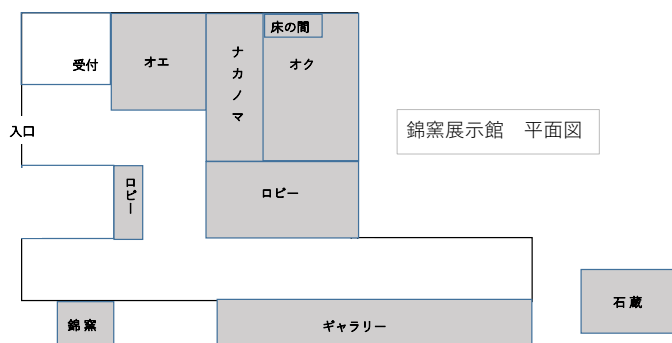 床の間
受付
オエ
ナカノマ
オク
入口
錦窯展示館　平面図
ロビー
ロビー
錦窯
ギャラリー
石蔵